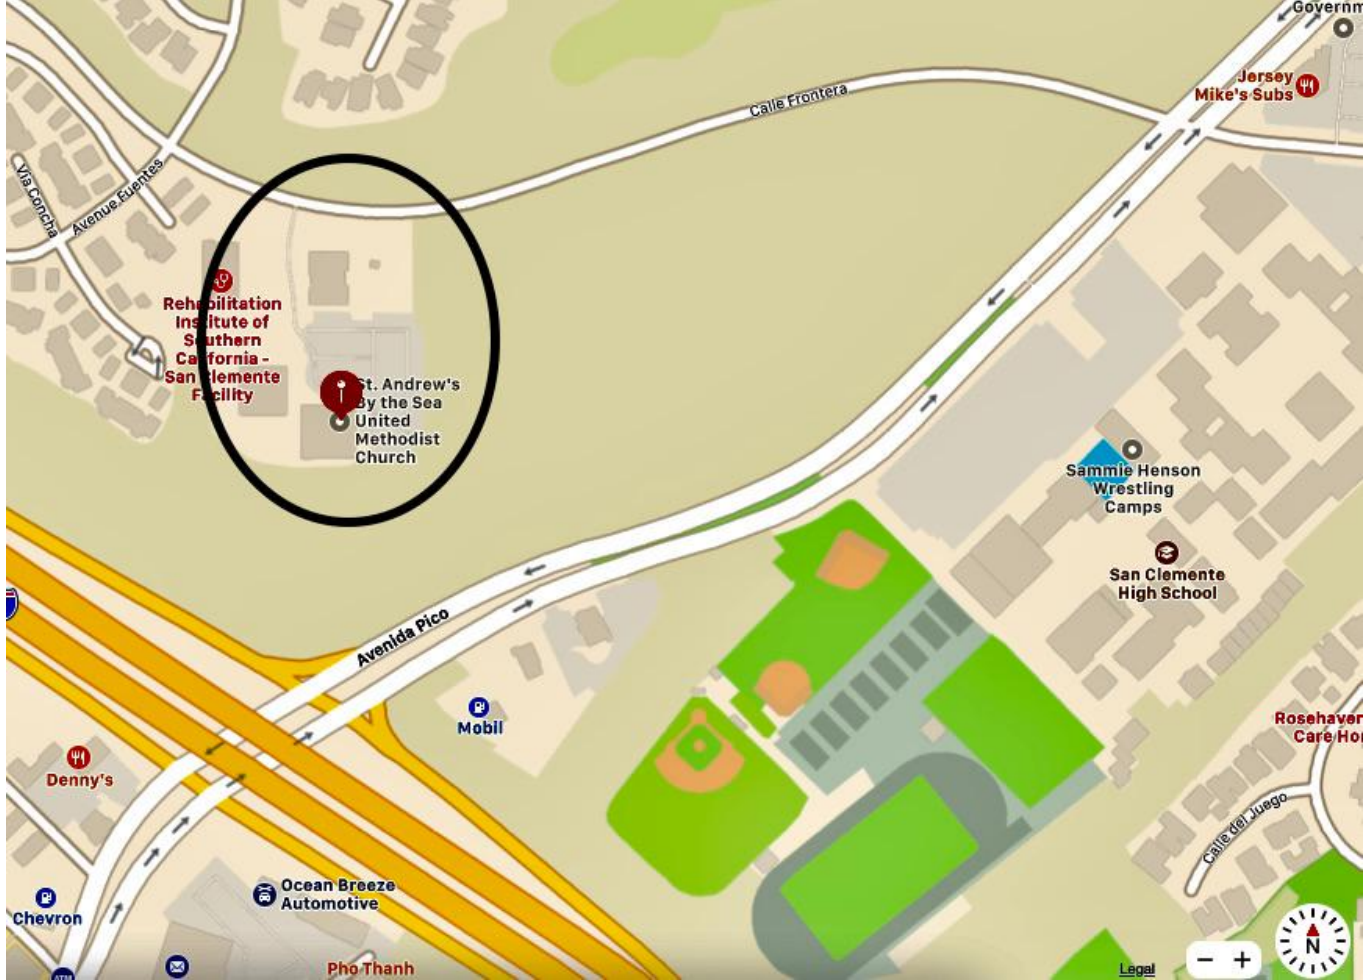 Governm
Jersey
Mike's Subs
Calle Frontera
Via Concha
Avenue Fuentes
Rehabilitation
Institute of
Southern
California -
San Clemente
Facility
St. Andrew's
By the Sea
United
Methodist
Church
Sammie Henson
Wrestling
Camps
San Clemente
High School
Avenida Pico
Mobil
Rosehaven
Care Ho
Denny's
Calle del Juego
Ocean Breeze
Automotive
Chevron
N
Pho Thanh
ATM
Legal
− +